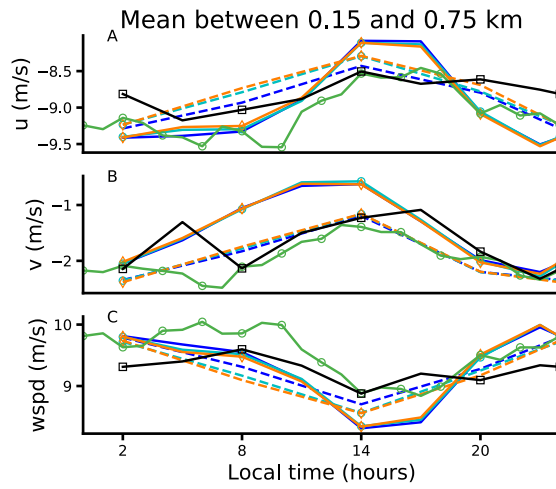 Mean between 0.15 and 0.75 km
A
−8.5
−9.0
−9.5
u (m/s)
B
−1
−2
v (m/s)
C
10
9
wspd (m/s)
2 8 14 20
Local time (hours)